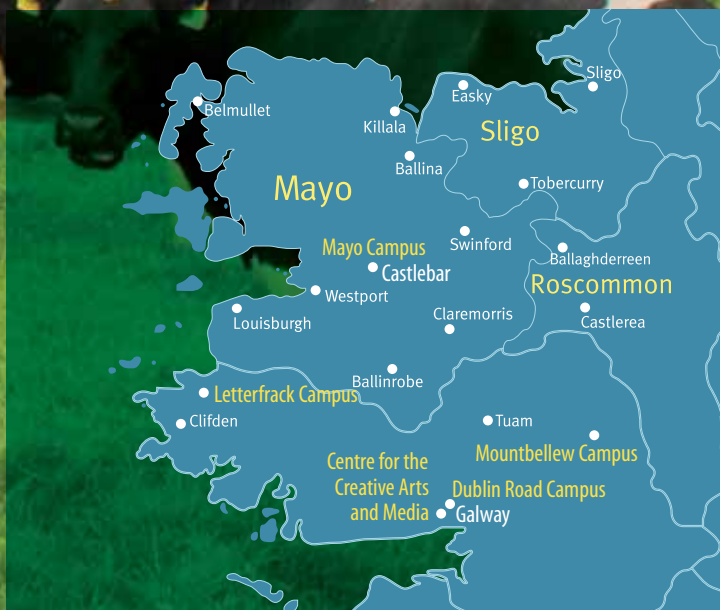 Sligo
Belmullet
Easky
Killala
Sligo
Ballina
Tobercurry
Mayo
Swinford
Mayo Campus
Ballaghderreen
Castlebar
Roscommon
Westport
Claremorris
Louisburgh
Castlerea
Ballinrobe
Letterfrack Campus
Clifden
Tuam
Mountbellew Campus
Centre for the
Creative Arts
and Media
Dublin Road Campus
Galway